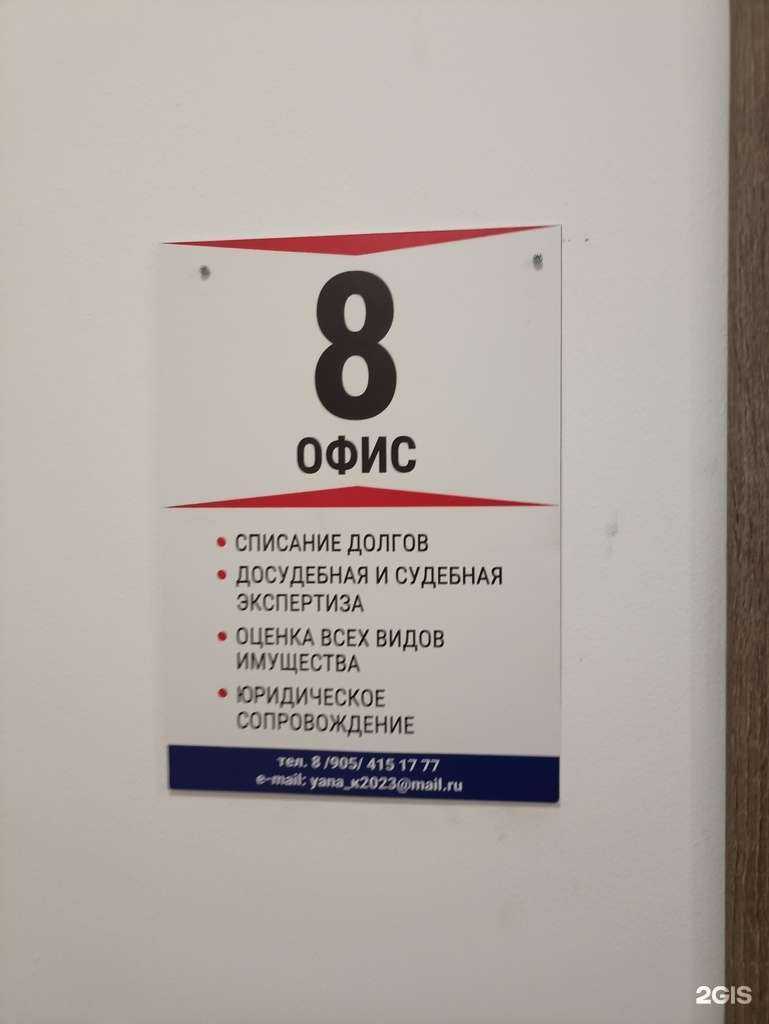 8
ОФИС
• СПИСАНИЕ ДОЛГОВ
• ДОСУДЕБНАЯ И СУДЕБНАЯ
ЭКСПЕРТИЗА
• ОЦЕНКА ВСЕХ ВИДОВ
ИМУЩЕСТВА
• ЮРИДИЧЕСКОЕ
СОПРОВОЖДЕНИЕ
тел. 8 /905/ 415 17 77
e-mail: yana_к2023@mail.ru
2GIS